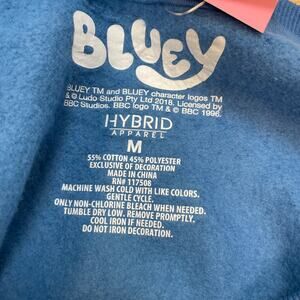 BLUEY
BLUEY TM and BLUEY character logos TM
& © Ludo Studio Pty Ltd 2018. Licensed by
BBC Studios. BBC logo TM & © BBC 1996.
HYBRID
APPAREL
M
55% COTTON 45% POLYESTER
EXCLUSIVE OF DECORATION
MADE IN CHINA
RN# 117508
MACHINE WASH COLD WITH LIKE COLORS.
GENTLE CYCLE.
ONLY NON-CHLORINE BLEACH WHEN NEEDED.
TUMBLE DRY LOW. REMOVE PROMPTLY.
COOL IRON IF NEEDED.
DO NOT IRON DECORATION.